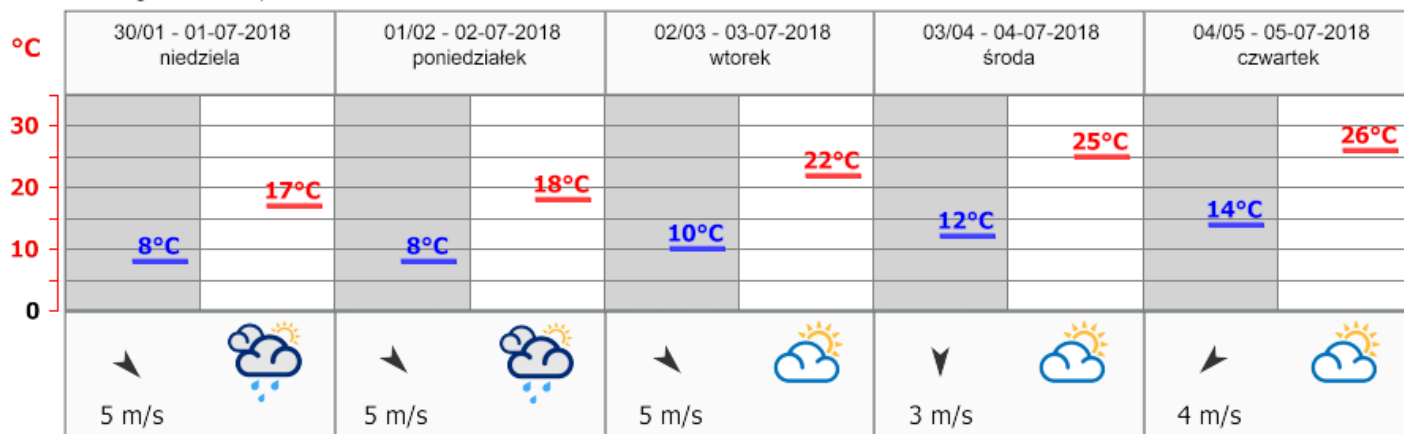 °C
30/01 - 01-07-2018
niedziela
01/02 - 02-07-2018
poniedziałek
02/03 - 03-07-2018
wtorek
03/04 - 04-07-2018
środa
04/05 - 05-07-2018
czwartek
30
20
10
0
8°C
17°C
8°C
18°C
10°C
22°C
12°C
25°C
14°C
26°C
5 m/s
5 m/s
5 m/s
3 m/s
4 m/s